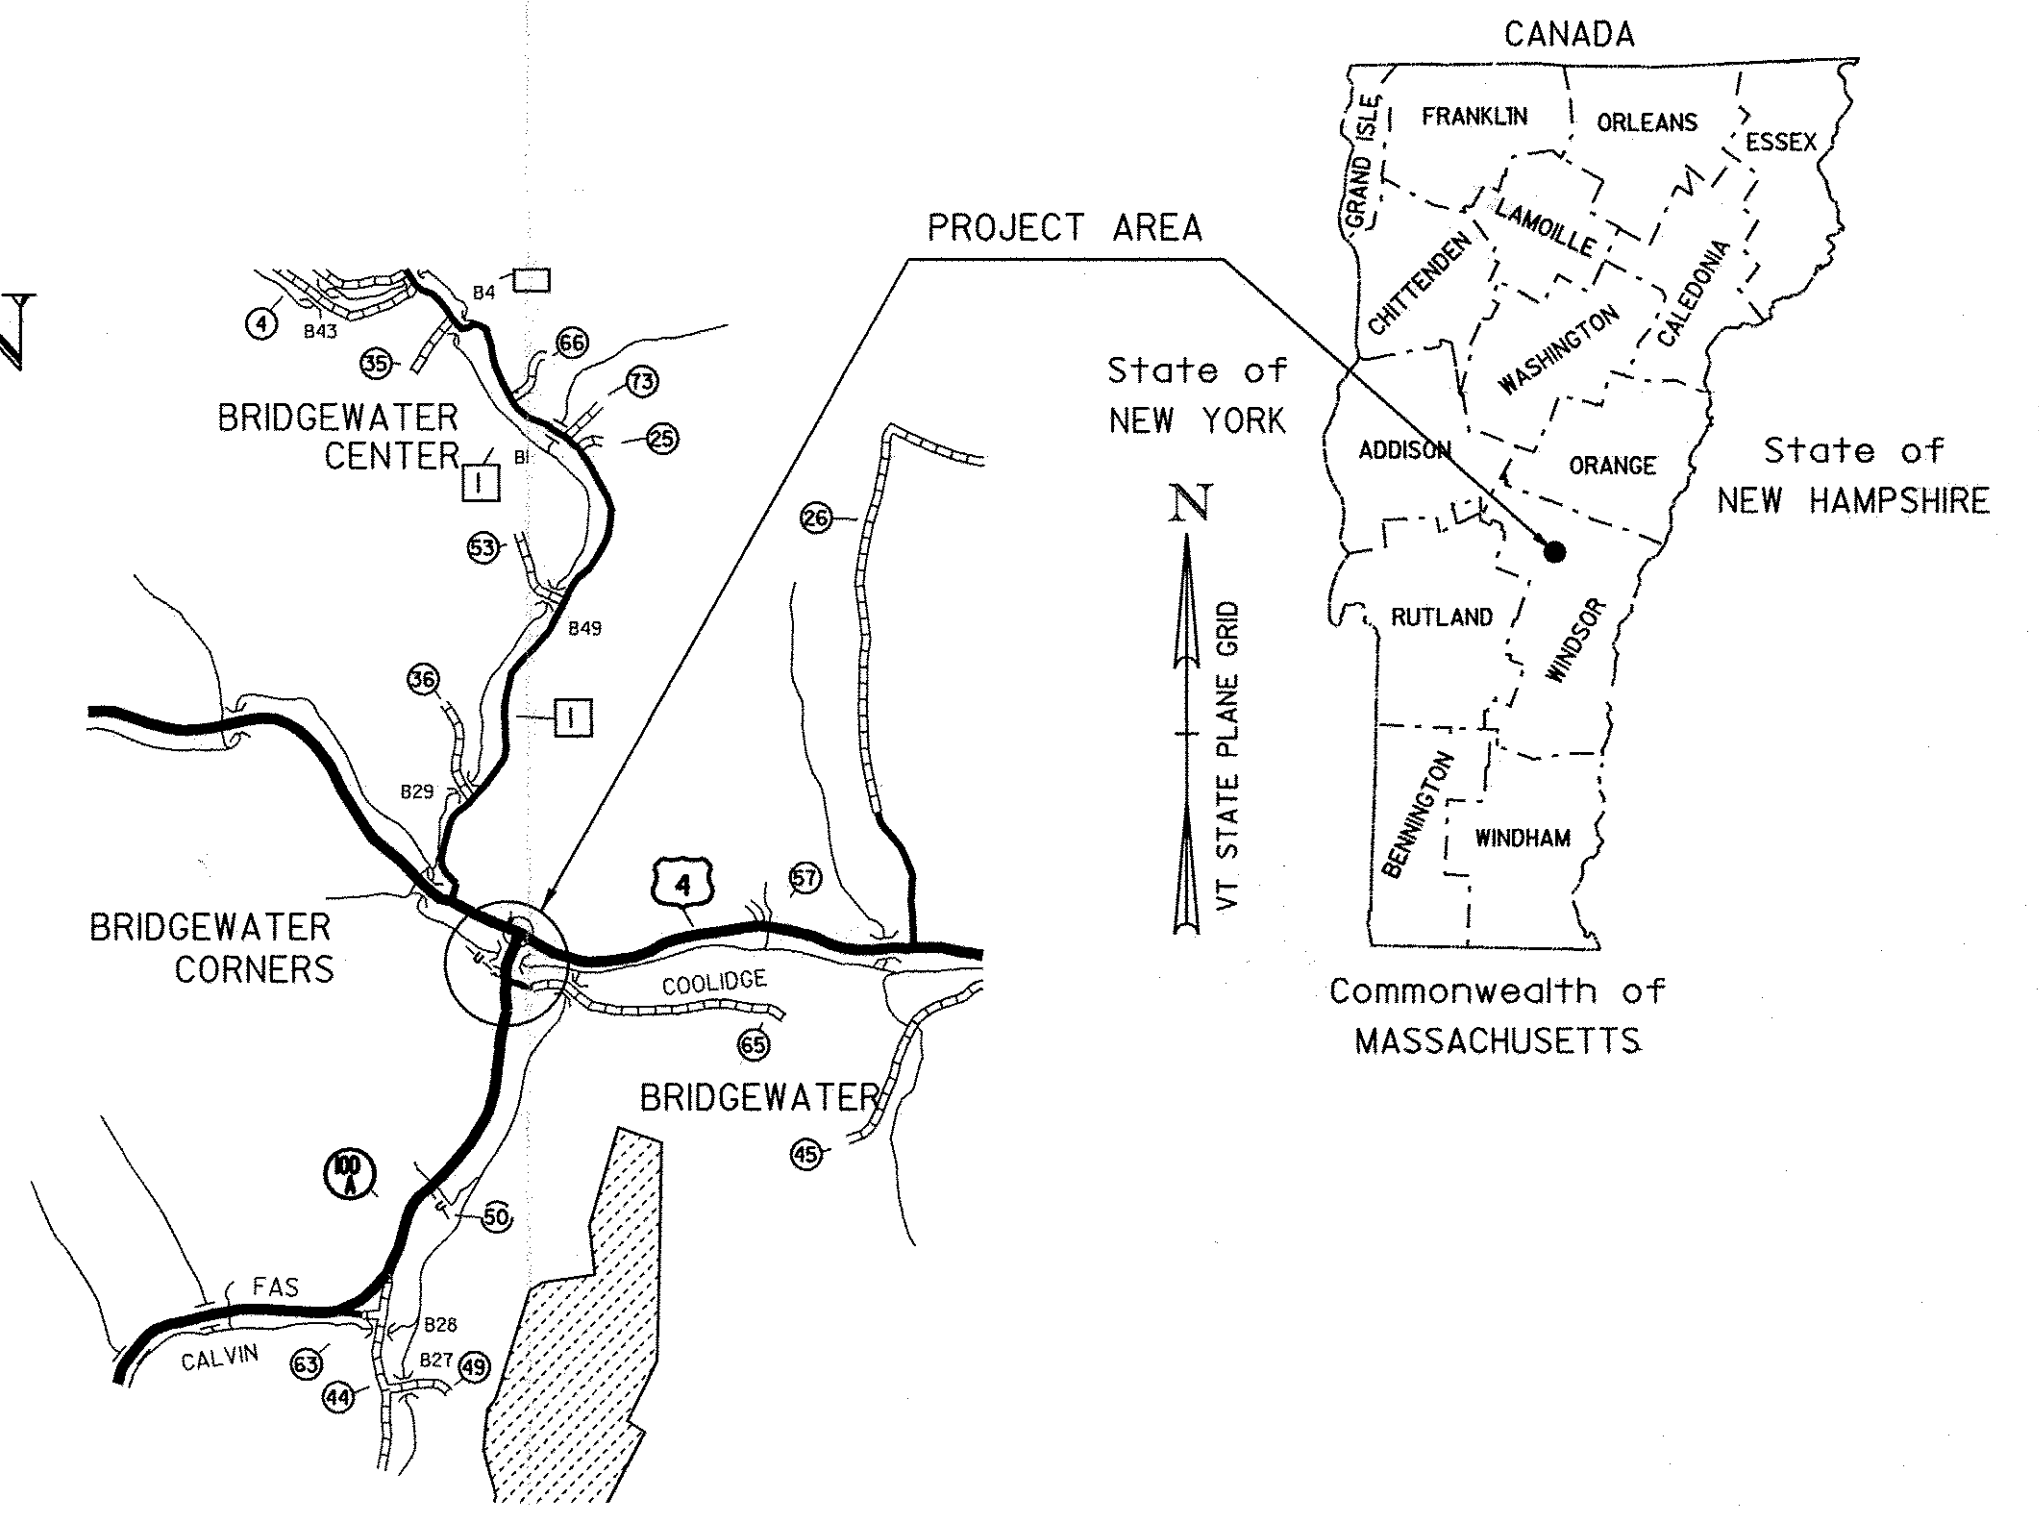 CANADA
GRAND ISLE
FRANKLIN
ORLEANS
ESSEX
LAMOILLE
CHITTENDEN
CALEDONIA
WASHINGTON
ADDISON
ORANGE
RUTLAND
WINDSOR
BENNINGTON
WINDHAM
State of
NEW YORK
State of
NEW HAMPSHIRE
Commonwealth of
MASSACHUSETTS
N
VT STATE PLANE GRID
PROJECT AREA
B4
4
B43
35
66
73
25
BRIDGEWATER
CENTER
1
B1
53
26
B49
36
1
B29
4
57
BRIDGEWATER
CORNERS
COOLIDGE
65
BRIDGEWATER
45
100
A
50
FAS
CALVIN
63
B28
B27
49
44